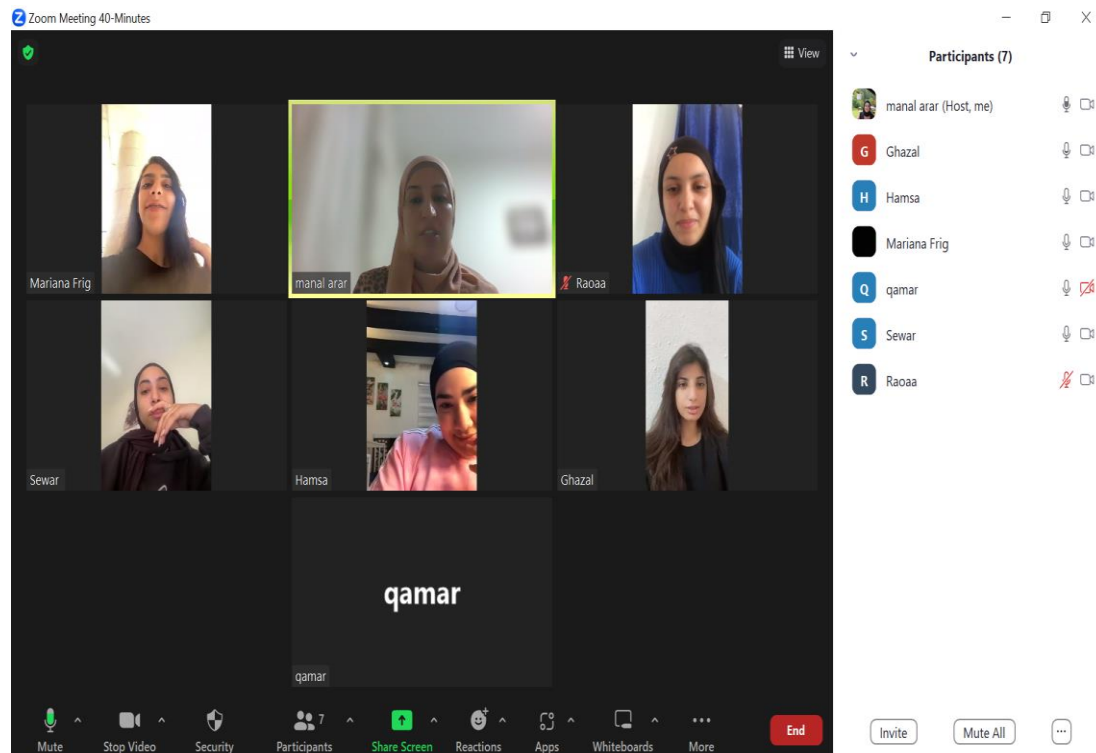 Zoom Meeting 40-Minutes
View
Mariana Frig
manal arar
Raoaa
Sewar
Hamsa
Ghazal
qamar
qamar
Mute
Stop Video
Security
7
Participants
Share Screen
Reactions
Apps
Whiteboards
More
End
Participants (7)
manal arar (Host, me)
G Ghazal
H Hamsa
Mariana Frig
Q qamar
S Sewar
R Raoaa
Invite
Mute All